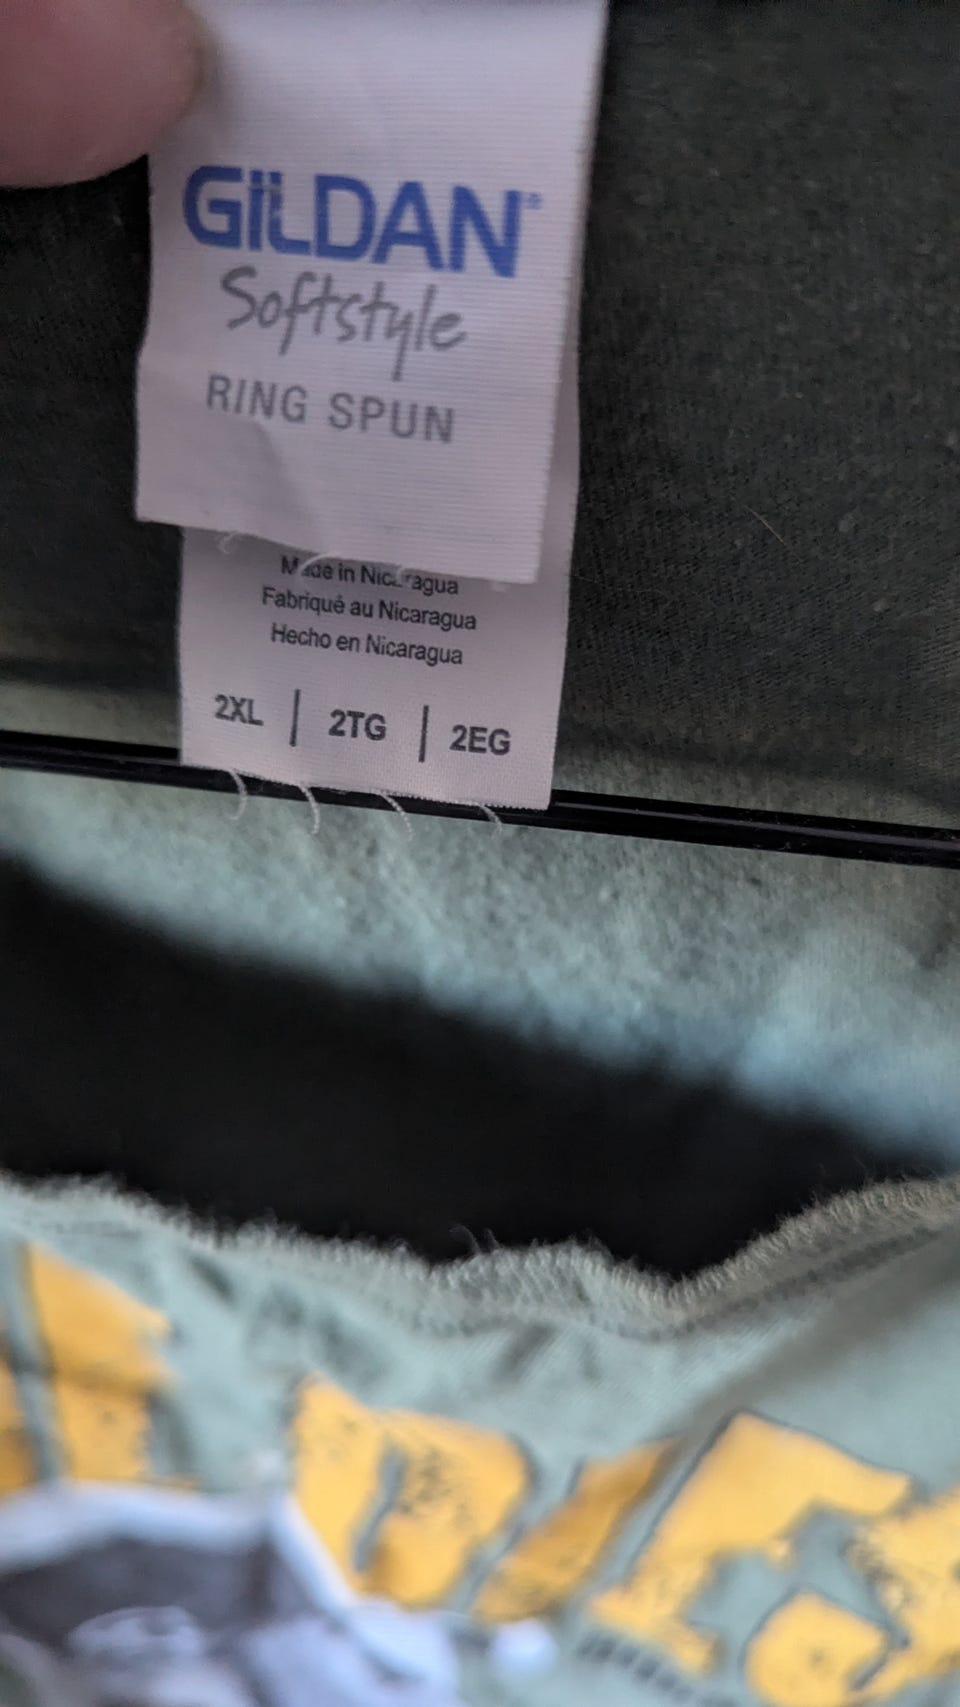 GILDAN®
Softstyle
RING SPUN
Made in Nicaragua
Fabriqué au Nicaragua
Hecho en Nicaragua
2XL | 2TG | 2EG